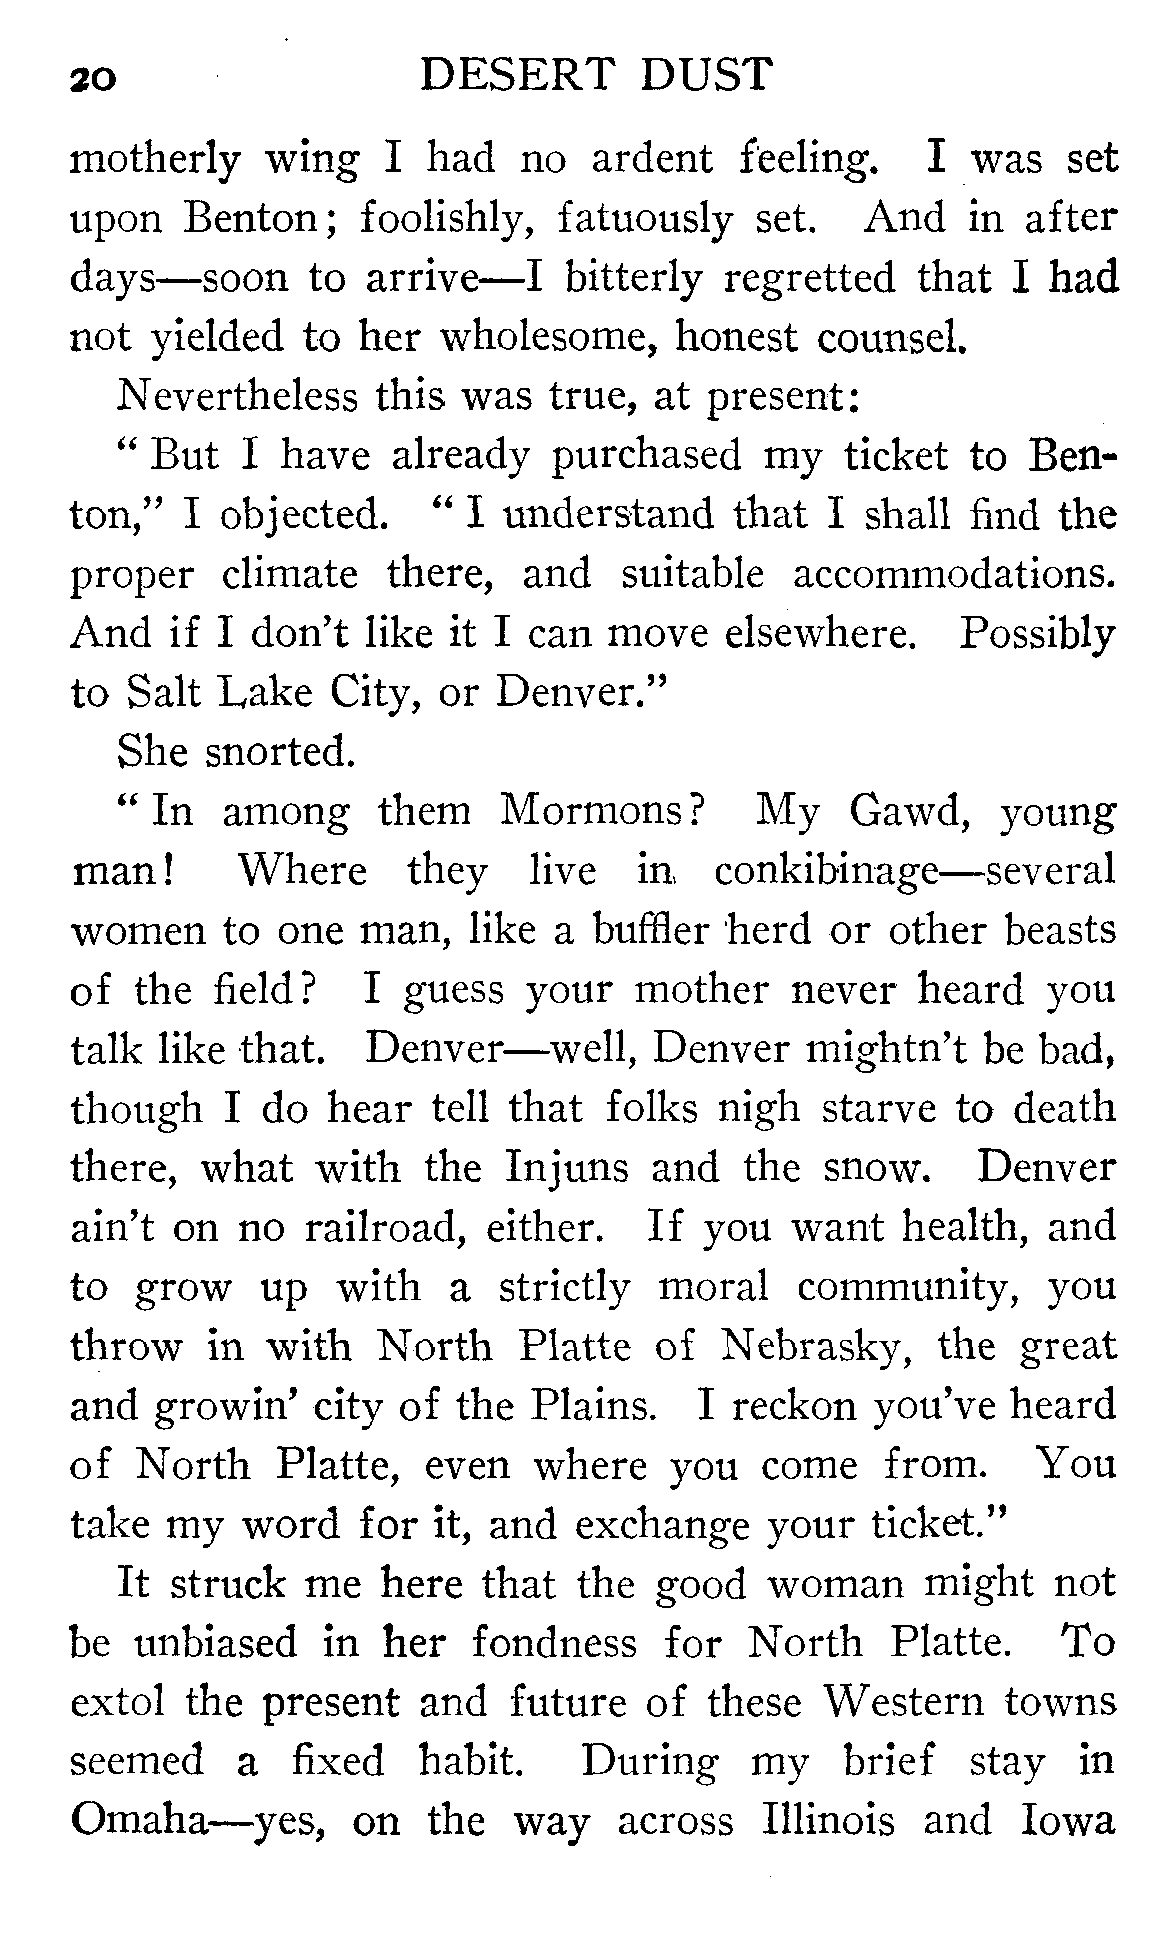 20 DESERT DUST
motherly wing I had no ardent feeling. I was set
upon Benton; foolishly, fatuously set. And in after
days—soon to arrive—I bitterly regretted that I had
not yielded to her wholesome, honest counsel.
Nevertheless this was true, at present:
“ But I have already purchased my ticket to Ben-
ton,” I objected. “ I understand that I shall find the
proper climate there, and suitable accommodations.
And if I don’t like it I can move elsewhere. Possibly
to Salt Lake City, or Denver.”
She snorted.
“ In among them Mormons? My Gawd, young
man! Where they live in conkibinage—several
women to one man, like a buffler herd or other beasts
of the field? I guess your mother never heard you
talk like that. Denver—well, Denver mightn’t be bad,
though I do hear tell that folks nigh starve to death
there, what with the Injuns and the snow. Denver
ain’t on no railroad, either. If you want health, and
to grow up with a strictly moral community, you
throw in with North Platte of Nebrasky, the great
and growin’ city of the Plains. I reckon you’ve heard
of North Platte, even where you come from. You
take my word for it, and exchange your ticket.”
It struck me here that the good woman might not
be unbiased in her fondness for North Platte. To
extol the present and future of these Western towns
seemed a fixed habit. During my brief stay in
Omaha—yes, on the way across Illinois and Iowa